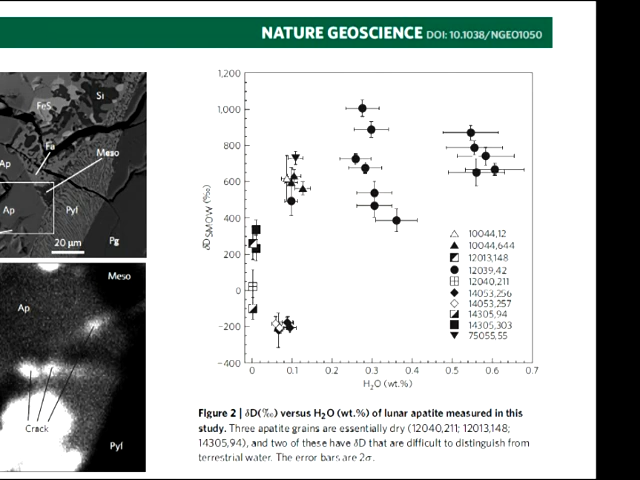 NATURE GEOSCIENCE DOI: 10.1038/NGEO1050
FeS
Si
Fa
Meso
Ap
Ap
Pyl
20 µm
Pg
Meso
Ap
Crack
Pyl
1,200
1,000
800
600
400
200
0
−200
−400
δDSMOW (‰)
0
0.1
0.2
0.3
0.4
0.5
0.6
0.7
H₂O (wt.%)
10044,12
10044,644
12013,148
12039,42
12040,211
14053,256
14053,257
14305,94
14305,303
75055,55
Figure 2 | δD(‰) versus H₂O (wt.%) of lunar apatite measured in this
study. Three apatite grains are essentially dry (12040,211; 12013,148;
14305,94), and two of these have δD that are difficult to distinguish from
terrestrial water. The error bars are 2σ.